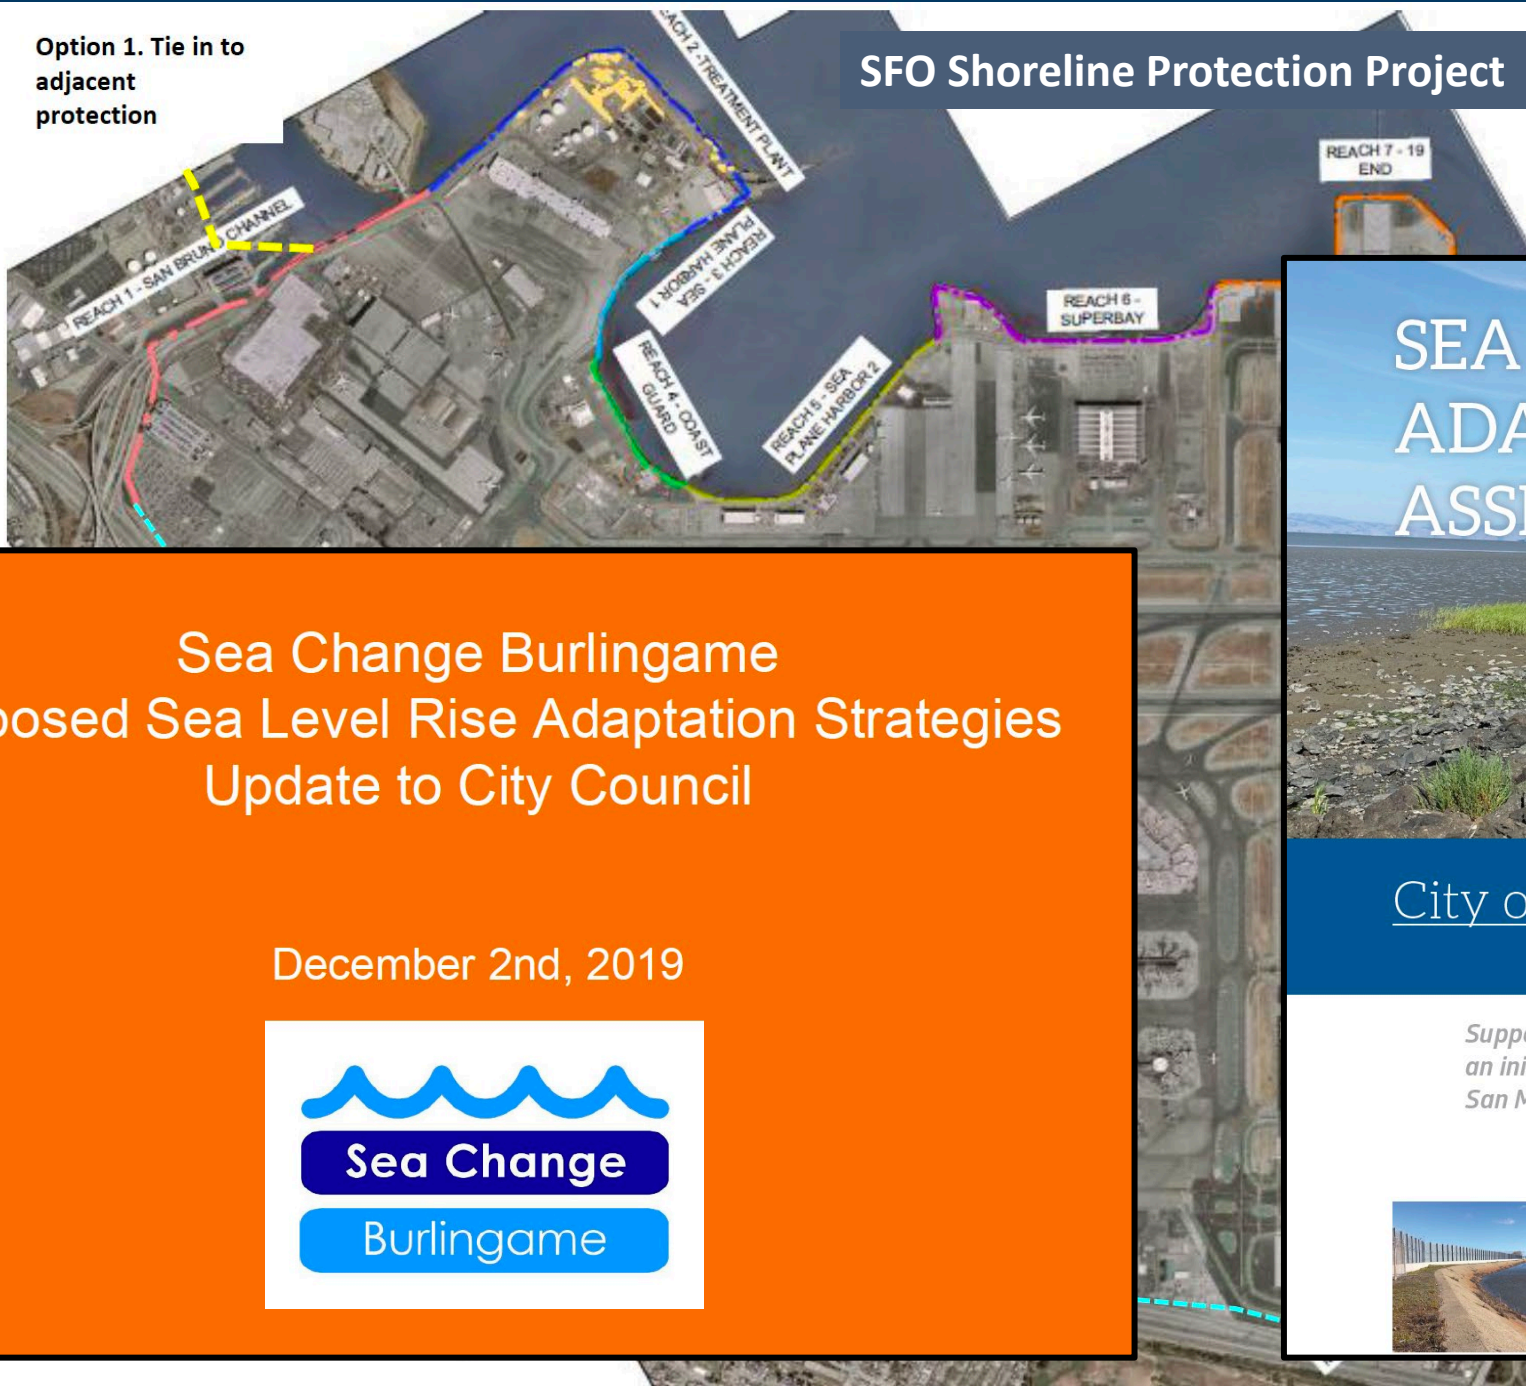 Option 1. Tie in to
adjacent
protection
SFO Shoreline Protection Project
REACH 1 - SAN BRUNO CHANNEL
REACH 2 - TREATMENT PLANT
REACH 3 - SEA
PLANE HARBOR 1
REACH 4 - COAST
GUARD
REACH 5 - SEA
PLANE HARBOR 2
REACH 6 -
SUPERBAY
REACH 7 - 19
END
Sea Change Burlingame
posed Sea Level Rise Adaptation Strategies
Update to City Council
December 2nd, 2019
Sea Change
Burlingame
SEA
ADA
ASS
City o
Supp
an ini
San M